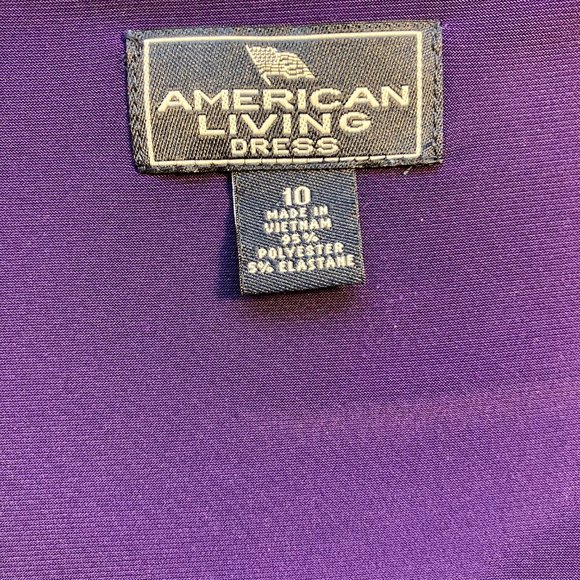 AMERICAN
LIVING
DRESS
10
MADE IN
VIETNAM
95%
POLYESTER
5% ELASTANE